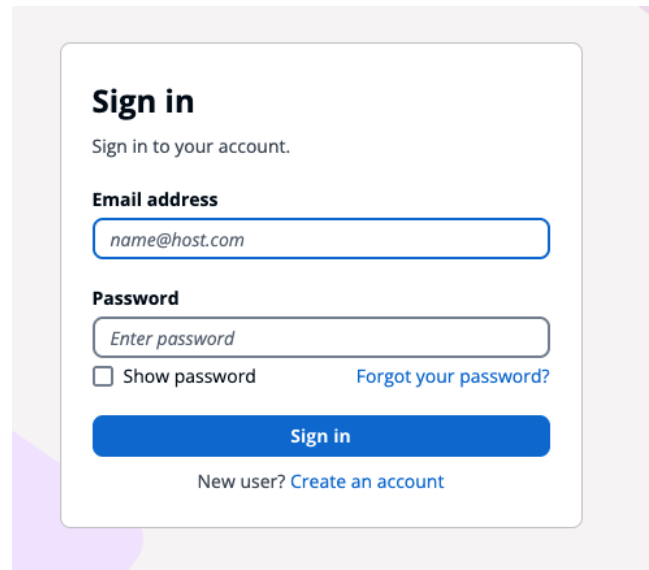 Sign in
Sign in to your account.
Email address
name@host.com
Password
Enter password
Show password Forgot your password?
Sign in
New user? Create an account